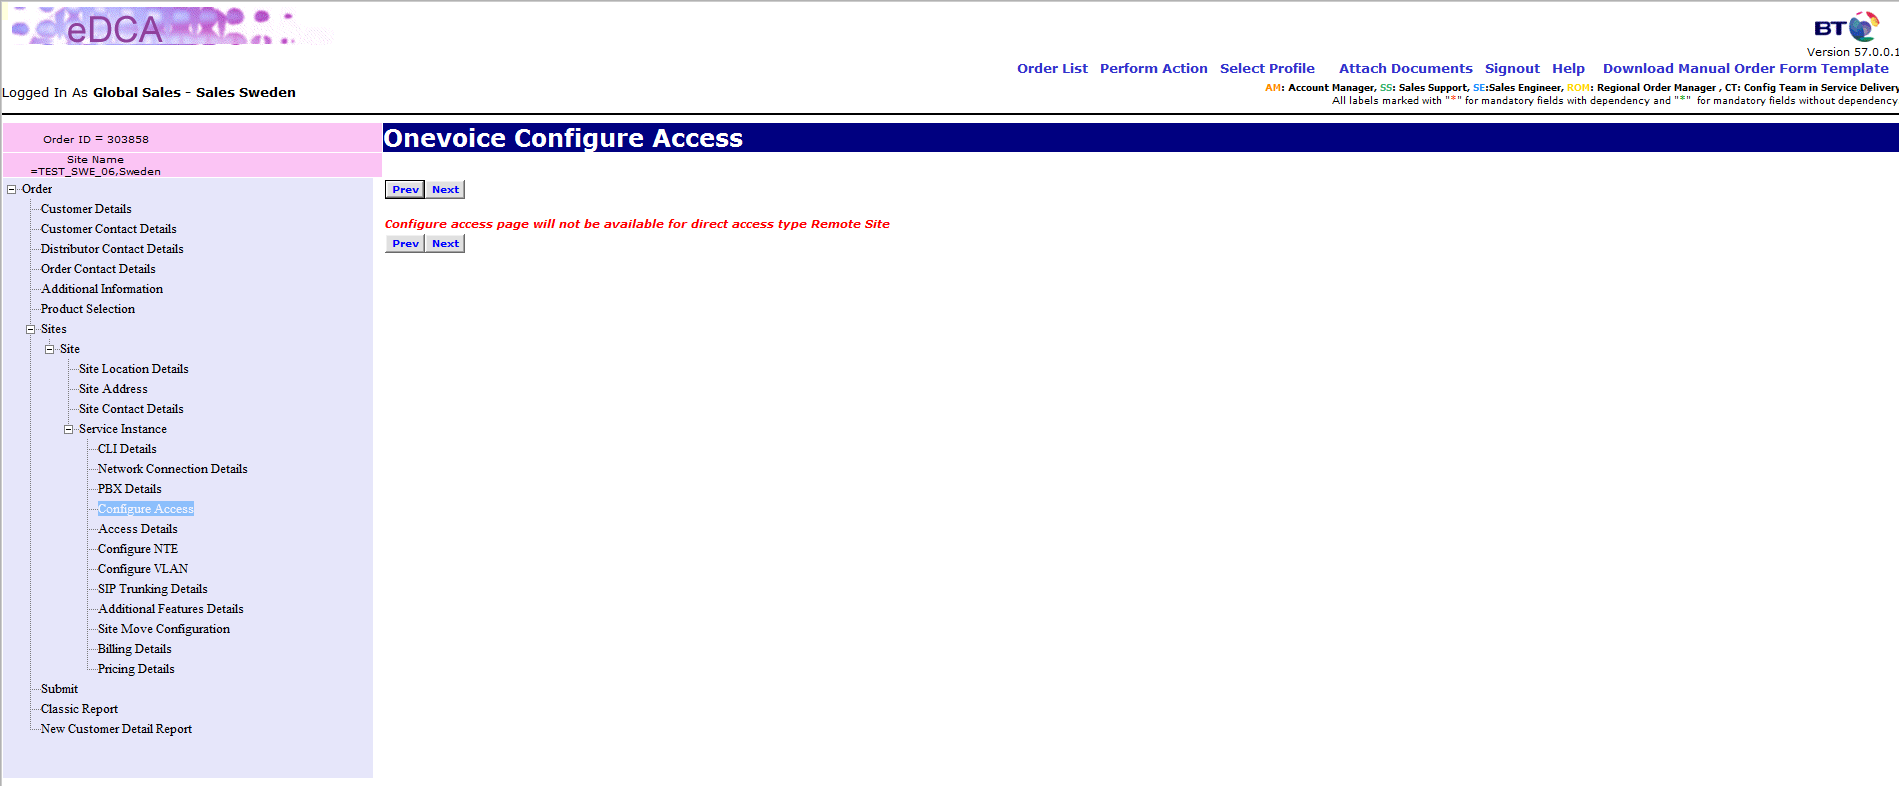 eDCA
BT
Version 57.0.0.1
Order List Perform Action Select Profile Attach Documents Signout Help Download Manual Order Form Template
Logged In As Global Sales - Sales Sweden
AM: Account Manager, SS: Sales Support, SE:Sales Engineer, ROM: Regional Order Manager , CT: Config Team in Service Delivery
All labels marked with "*" for mandatory fields with dependency and "*" for mandatory fields without dependency
Order ID = 303858
Onevoice Configure Access
Site Name
=TEST_SWE_06,Sweden
Prev Next
Configure access page will not be available for direct access type Remote Site
Prev Next
Order
Customer Details
Customer Contact Details
Distributor Contact Details
Order Contact Details
Additional Information
Product Selection
Sites
Site
Site Location Details
Site Address
Site Contact Details
Service Instance
CLI Details
Network Connection Details
PBX Details
Configure Access
Access Details
Configure NTE
Configure VLAN
SIP Trunking Details
Additional Features Details
Site Move Configuration
Billing Details
Pricing Details
Submit
Classic Report
New Customer Detail Report